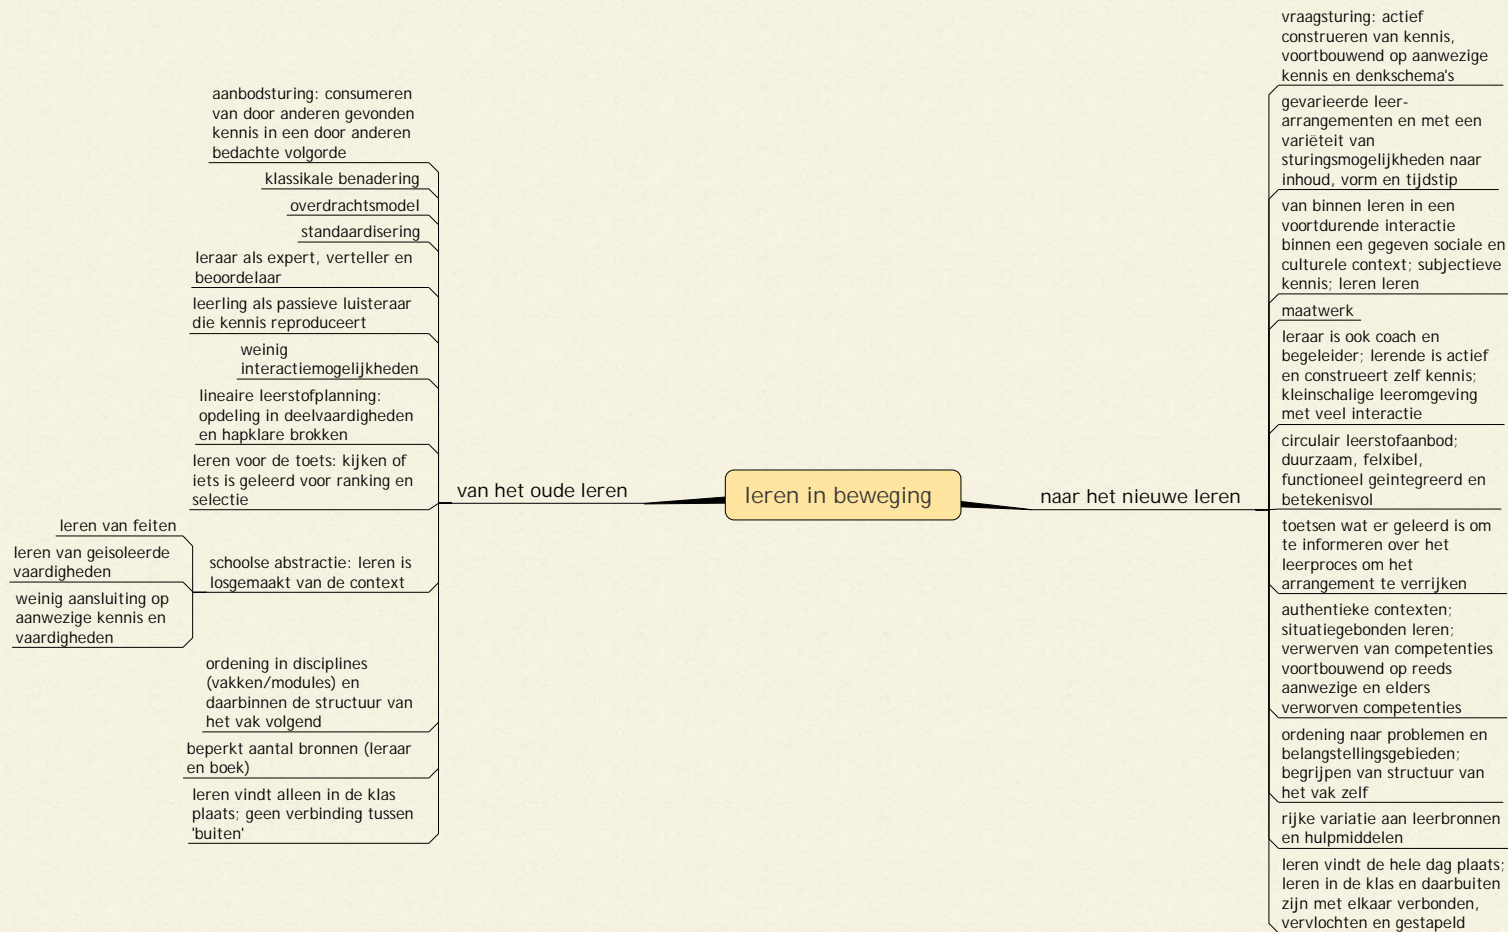 leren in beweging
van het oude leren
aanbodsturing: consumeren
van door anderen gevonden
kennis in een door anderen
bedachte volgorde
klassikale benadering
overdrachtsmodel
standaardisering
leraar als expert, verteller en
beoordelaar
leerling als passieve luisteraar
die kennis reproduceert
weinig
interactiemogelijkheden
lineaire leerstofplanning:
opdeling in deelvaardigheden
en hapklare brokken
leren voor de toets: kijken of
iets is geleerd voor ranking en
selectie
schoolse abstractie: leren is
losgemaakt van de context
leren van feiten
leren van geisoleerde
vaardigheden
weinig aansluiting op
aanwezige kennis en
vaardigheden
ordening in disciplines
(vakken/modules) en
daarbinnen de structuur van
het vak volgend
beperkt aantal bronnen (leraar
en boek)
leren vindt alleen in de klas
plaats; geen verbinding tussen
'buiten'
naar het nieuwe leren
vraagsturing: actief
construeren van kennis,
voortbouwend op aanwezige
kennis en denkschema's
gevarieerde leer-
arrangementen en met een
variëteit van
sturingsmogelijkheden naar
inhoud, vorm en tijdstip
van binnen leren in een
voortdurende interactie
binnen een gegeven sociale en
culturele context; subjectieve
kennis; leren leren
maatwerk
leraar is ook coach en
begeleider; lerende is actief
en construeert zelf kennis;
kleinschalige leeromgeving
met veel interactie
circulair leerstofaanbod;
duurzaam, felxibel,
functioneel geintegreerd en
betekenisvol
toetsen wat er geleerd is om
te informeren over het
leerproces om het
arrangement te verrijken
authentieke contexten;
situatiegebonden leren;
verwerven van competenties
voortbouwend op reeds
aanwezige en elders
verworven competenties
ordening naar problemen en
belangstellingsgebieden;
begrijpen van structuur van
het vak zelf
rijke variatie aan leerbronnen
en hulpmiddelen
leren vindt de hele dag plaats;
leren in de klas en daarbuiten
zijn met elkaar verbonden,
vervlochten en gestapeld